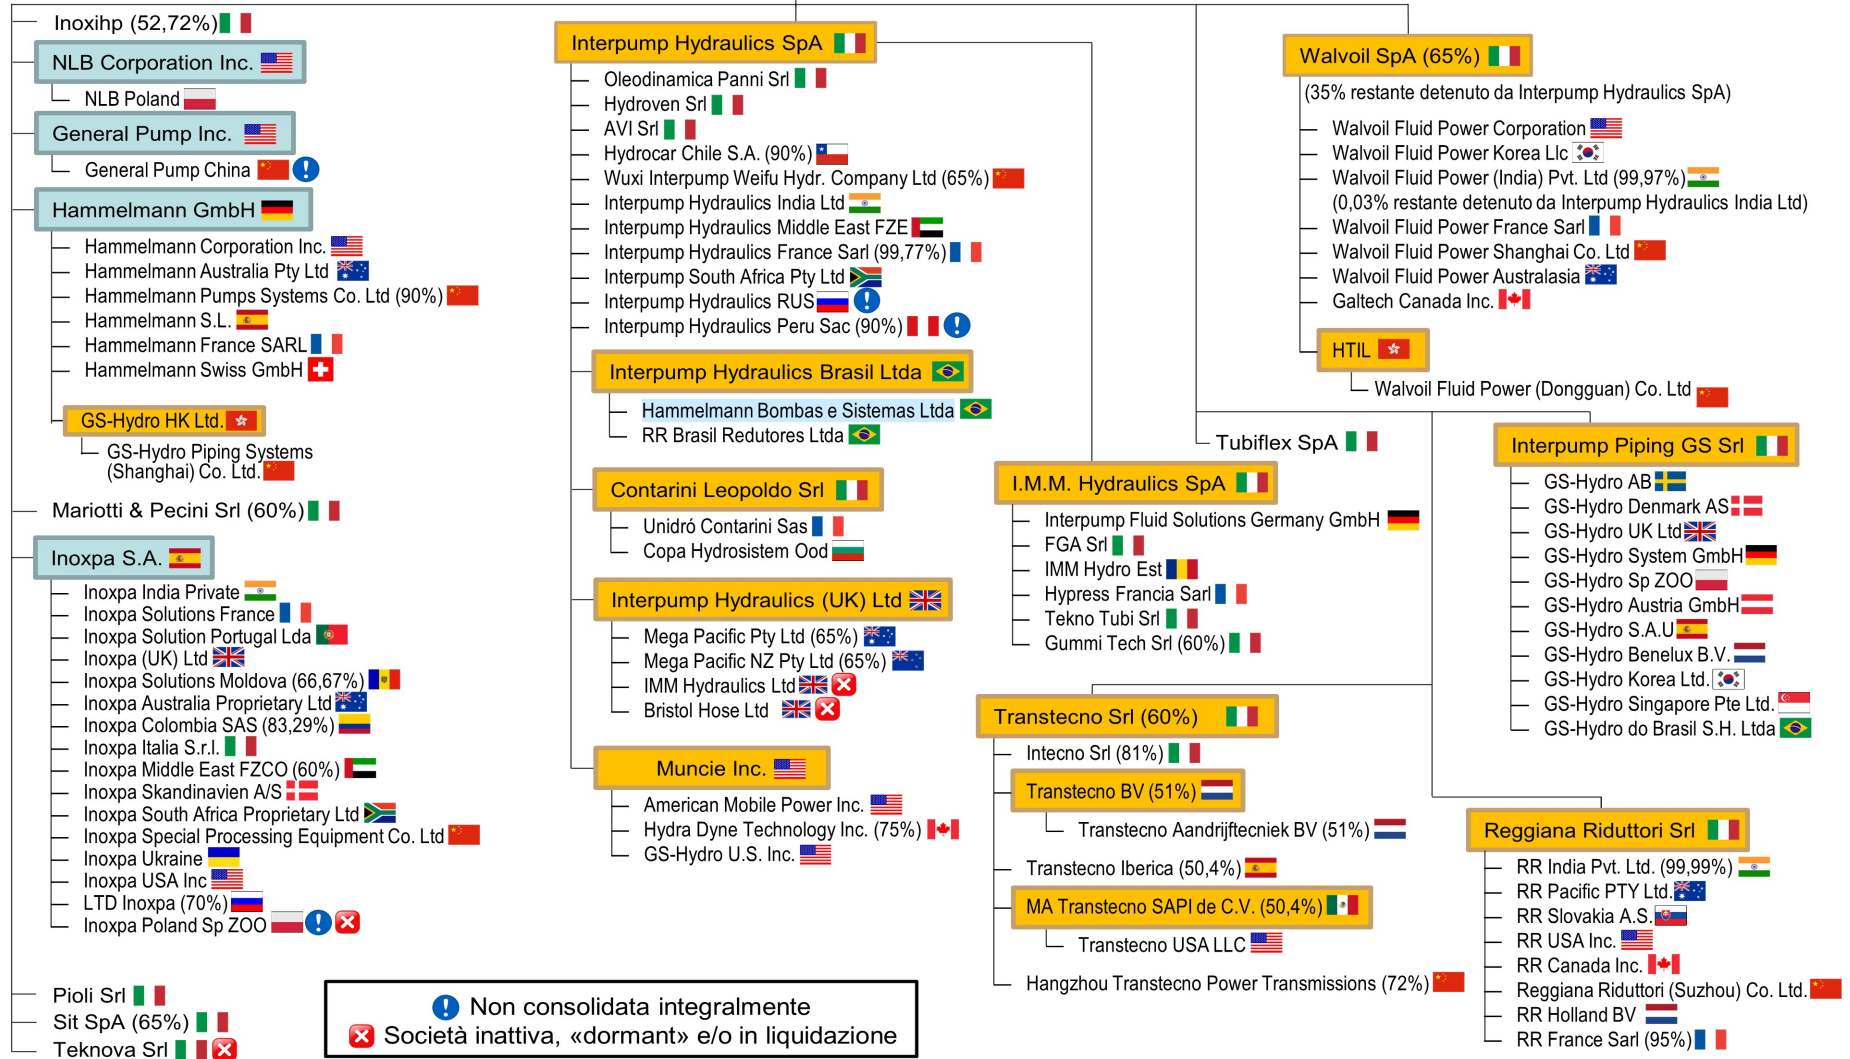 Inoxihp (52,72%)
NLB Corporation Inc.
NLB Poland
General Pump Inc.
General Pump China
Hammelmann GmbH
Hammelmann Corporation Inc.
Hammelmann Australia Pty Ltd
Hammelmann Pumps Systems Co. Ltd (90%)
Hammelmann S.L.
Hammelmann France SARL
Hammelmann Swiss GmbH
GS-Hydro HK Ltd.
GS-Hydro Piping Systems
(Shanghai) Co. Ltd.
Mariotti & Pecini Srl (60%)
Inoxpa S.A.
Inoxpa India Private
Inoxpa Solutions France
Inoxpa Solution Portugal Lda
Inoxpa (UK) Ltd
Inoxpa Solutions Moldova (66,67%)
Inoxpa Australia Proprietary Ltd
Inoxpa Colombia SAS (83,29%)
Inoxpa Italia S.r.l.
Inoxpa Middle East FZCO (60%)
Inoxpa Skandinavien A/S
Inoxpa South Africa Proprietary Ltd
Inoxpa Special Processing Equipment Co. Ltd
Inoxpa Ukraine
Inoxpa USA Inc
LTD Inoxpa (70%)
Inoxpa Poland Sp ZOO
Pioli Srl
Sit SpA (65%)
Teknova Srl
Interpump Hydraulics SpA
Oleodinamica Panni Srl
Hydroven Srl
AVI Srl
Hydrocar Chile S.A. (90%)
Wuxi Interpump Weifu Hydr. Company Ltd (65%)
Interpump Hydraulics India Ltd
Interpump Hydraulics Middle East FZE
Interpump Hydraulics France Sarl (99,77%)
Interpump South Africa Pty Ltd
Interpump Hydraulics RUS
Interpump Hydraulics Peru Sac (90%)
Interpump Hydraulics Brasil Ltda
Hammelmann Bombas e Sistemas Ltda
RR Brasil Redutores Ltda
Contarini Leopoldo Srl
Unidró Contarini Sas
Copa Hydrosistem Ood
Interpump Hydraulics (UK) Ltd
Mega Pacific Pty Ltd (65%)
Mega Pacific NZ Pty Ltd (65%)
IMM Hydraulics Ltd
Bristol Hose Ltd
Muncie Inc.
American Mobile Power Inc.
Hydra Dyne Technology Inc. (75%)
GS-Hydro U.S. Inc.
Non consolidata integralmente
Società inattiva, «dormant» e/o in liquidazione
I.M.M. Hydraulics SpA
Interpump Fluid Solutions Germany GmbH
FGA Srl
IMM Hydro Est
Hypress Francia Sarl
Tekno Tubi Srl
Gummi Tech Srl (60%)
Transtecno Srl (60%)
Intecno Srl (81%)
Transtecno BV (51%)
Transtecno Aandrijftecniek BV (51%)
Transtecno Iberica (50,4%)
MA Transtecno SAPI de C.V. (50,4%)
Transtecno USA LLC
Hangzhou Transtecno Power Transmissions (72%)
Walvoil SpA (65%)
(35% restante detenuto da Interpump Hydraulics SpA)
Walvoil Fluid Power Corporation
Walvoil Fluid Power Korea Llc
Walvoil Fluid Power (India) Pvt. Ltd (99,97%)
(0,03% restante detenuto da Interpump Hydraulics India Ltd)
Walvoil Fluid Power France Sarl
Walvoil Fluid Power Shanghai Co. Ltd
Walvoil Fluid Power Australasia
Galtech Canada Inc.
HTIL
Walvoil Fluid Power (Dongguan) Co. Ltd
Tubiflex SpA
Interpump Piping GS Srl
GS-Hydro AB
GS-Hydro Denmark AS
GS-Hydro UK Ltd
GS-Hydro System GmbH
GS-Hydro Sp ZOO
GS-Hydro Austria GmbH
GS-Hydro S.A.U
GS-Hydro Benelux B.V.
GS-Hydro Korea Ltd.
GS-Hydro Singapore Pte Ltd.
GS-Hydro do Brasil S.H. Ltda
Reggiana Riduttori Srl
RR India Pvt. Ltd. (99,99%)
RR Pacific PTY Ltd.
RR Slovakia A.S.
RR USA Inc.
RR Canada Inc.
Reggiana Riduttori (Suzhou) Co. Ltd.
RR Holland BV
RR France Sarl (95%)